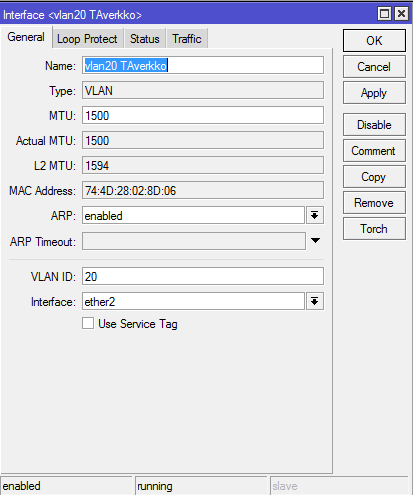 Interface <vlan20 TAverkko>
General Loop Protect Status Traffic
OK
Name: vlan20 TAverkko
Cancel
Type: VLAN
Apply
MTU: 1500
Disable
Actual MTU: 1500
Comment
L2 MTU: 1594
Copy
MAC Address: 74:4D:28:02:8D:06
Remove
ARP: enabled
Torch
ARP Timeout:
VLAN ID: 20
Interface: ether2
Use Service Tag
enabled running slave